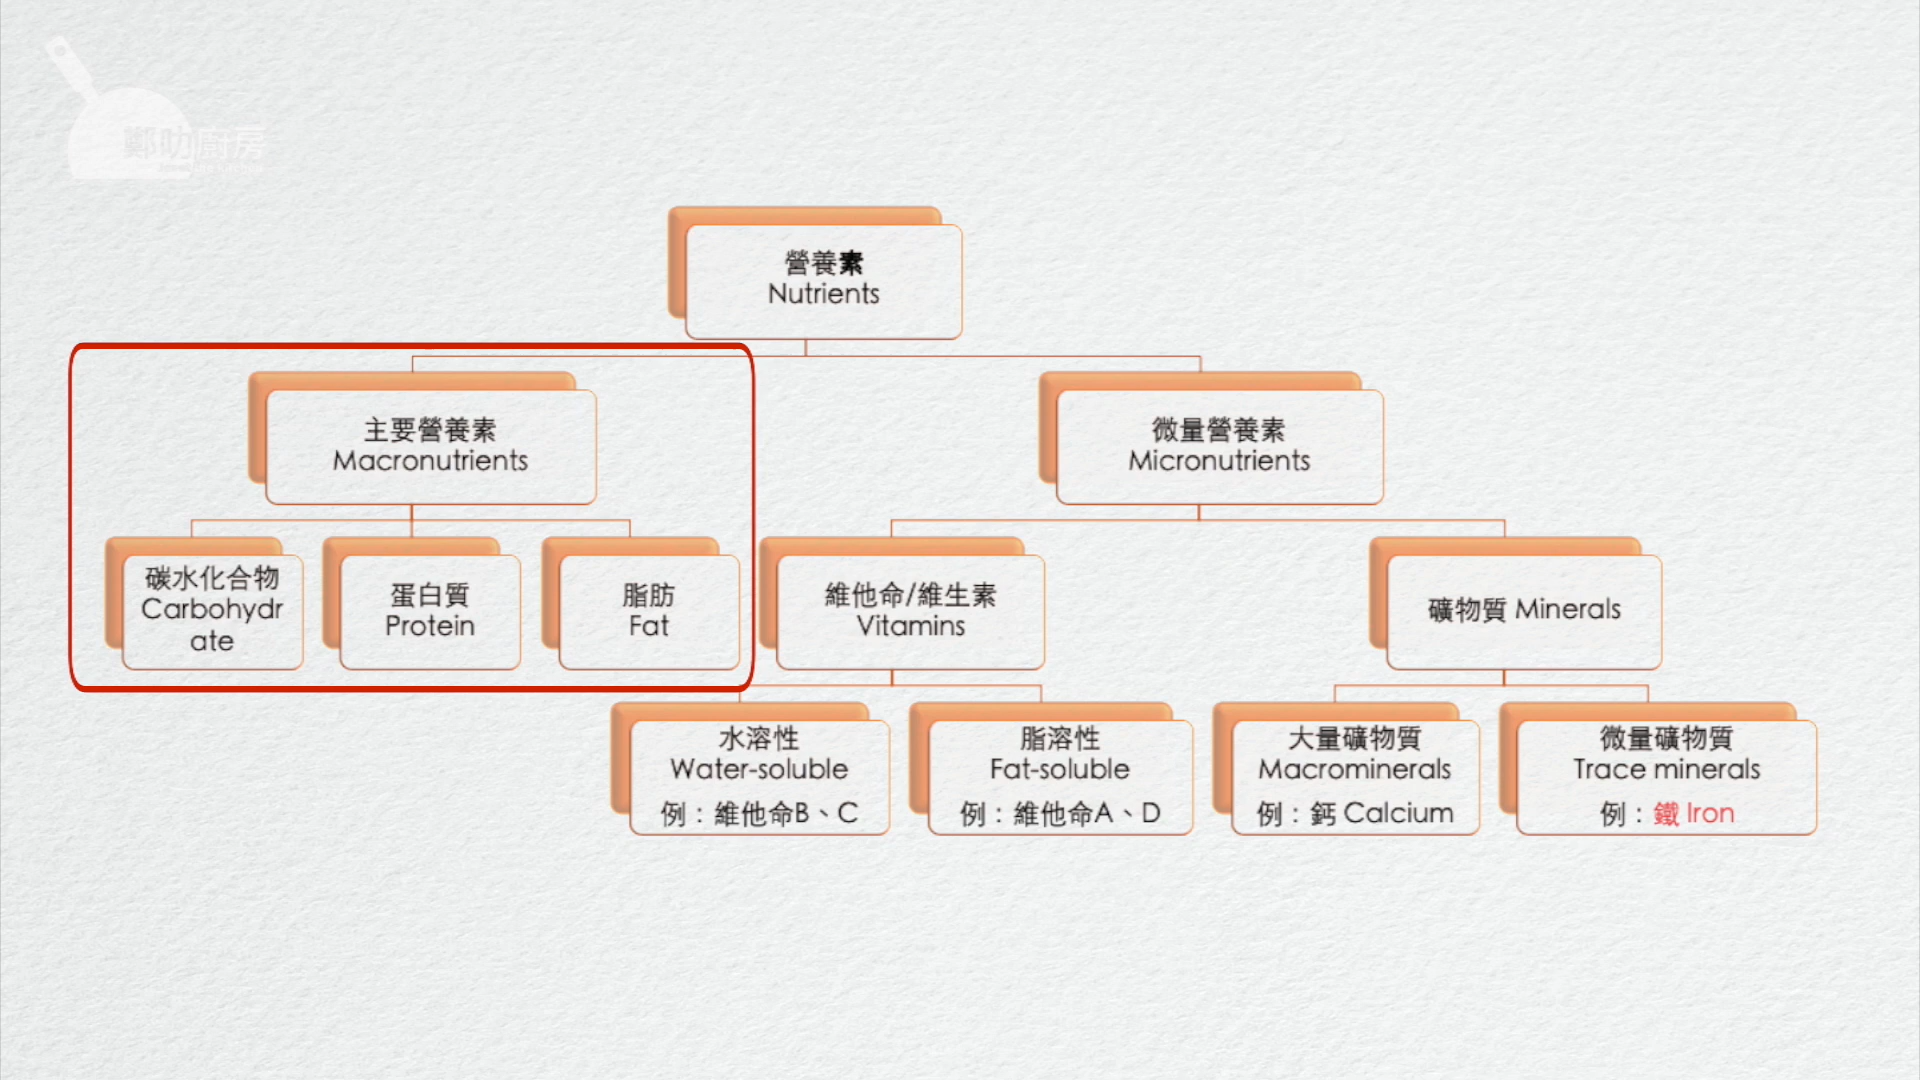 鄭叻廚房
營養素
Nutrients
主要營養素
Macronutrients
微量營養素
Micronutrients
碳水化合物
Carbohydr
ate
蛋白質
Protein
脂肪
Fat
維他命/維生素
Vitamins
礦物質 Minerals
水溶性
Water-soluble
例：維他命B、C
脂溶性
Fat-soluble
例：維他命A、D
大量礦物質
Macrominerals
例：鈣 Calcium
微量礦物質
Trace minerals
例：鐵 Iron